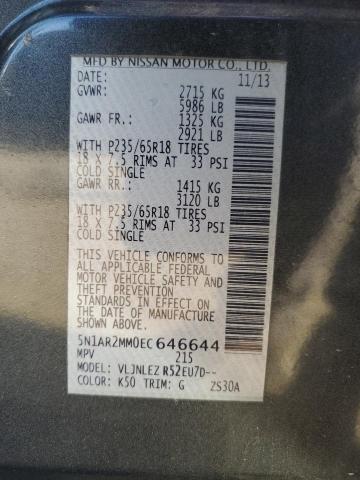 MFD BY NISSAN MOTOR CO., LTD.
DATE: 11/13
GVWR: 2715 KG
5986 LB
GAWR FR.: 1325 KG
2921 LB
WITH P235/65R18 TIRES
18 X 7.5 RIMS AT 33 PSI
COLD SINGLE
GAWR RR.: 1415 KG
3120 LB
WITH P235/65R18 TIRES
18 X 7.5 RIMS AT 33 PSI
COLD SINGLE
THIS VEHICLE CONFORMS TO
ALL APPLICABLE FEDERAL
MOTOR VEHICLE SAFETY AND
THEFT PREVENTION
STANDARDS IN EFFECT ON
THE DATE OF MANUFACTURE
SHOWN ABOVE.
5N1AR2MM0EC 646644
MPV 215
MODEL: VLJNLEZ R52EU7D--
COLOR: K50 TRIM: G ZS30A